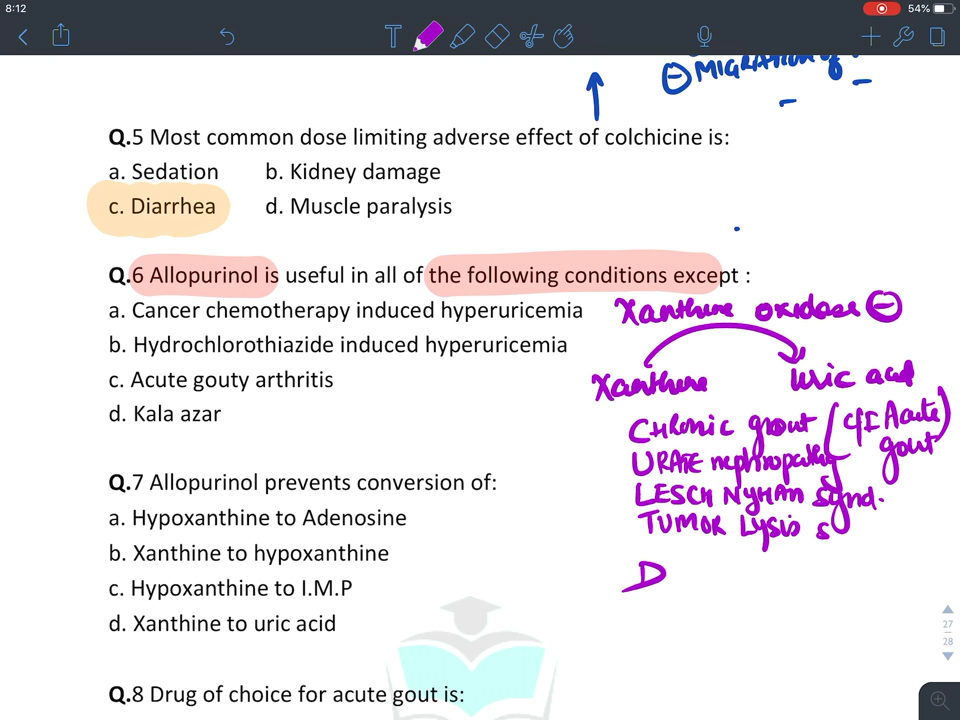 8:12
54%
T
⊖ MIGRATION of
Q.5 Most common dose limiting adverse effect of colchicine is:
a. Sedation b. Kidney damage
c. Diarrhea d. Muscle paralysis
Q.6 Allopurinol is useful in all of the following conditions except :
a. Cancer chemotherapy induced hyperuricemia
b. Hydrochlorothiazide induced hyperuricemia
c. Acute gouty arthritis
d. Kala azar
Xanthine oxidase ⊖
Xanthine Uric acid
CHRONIC gout (CI Acute gout)
URATE nephropathy
LESCH NYHAN Synd.
TUMOR LYSIS S
D
Q.7 Allopurinol prevents conversion of:
a. Hypoxanthine to Adenosine
b. Xanthine to hypoxanthine
c. Hypoxanthine to I.M.P
d. Xanthine to uric acid
27
28
Q.8 Drug of choice for acute gout is: